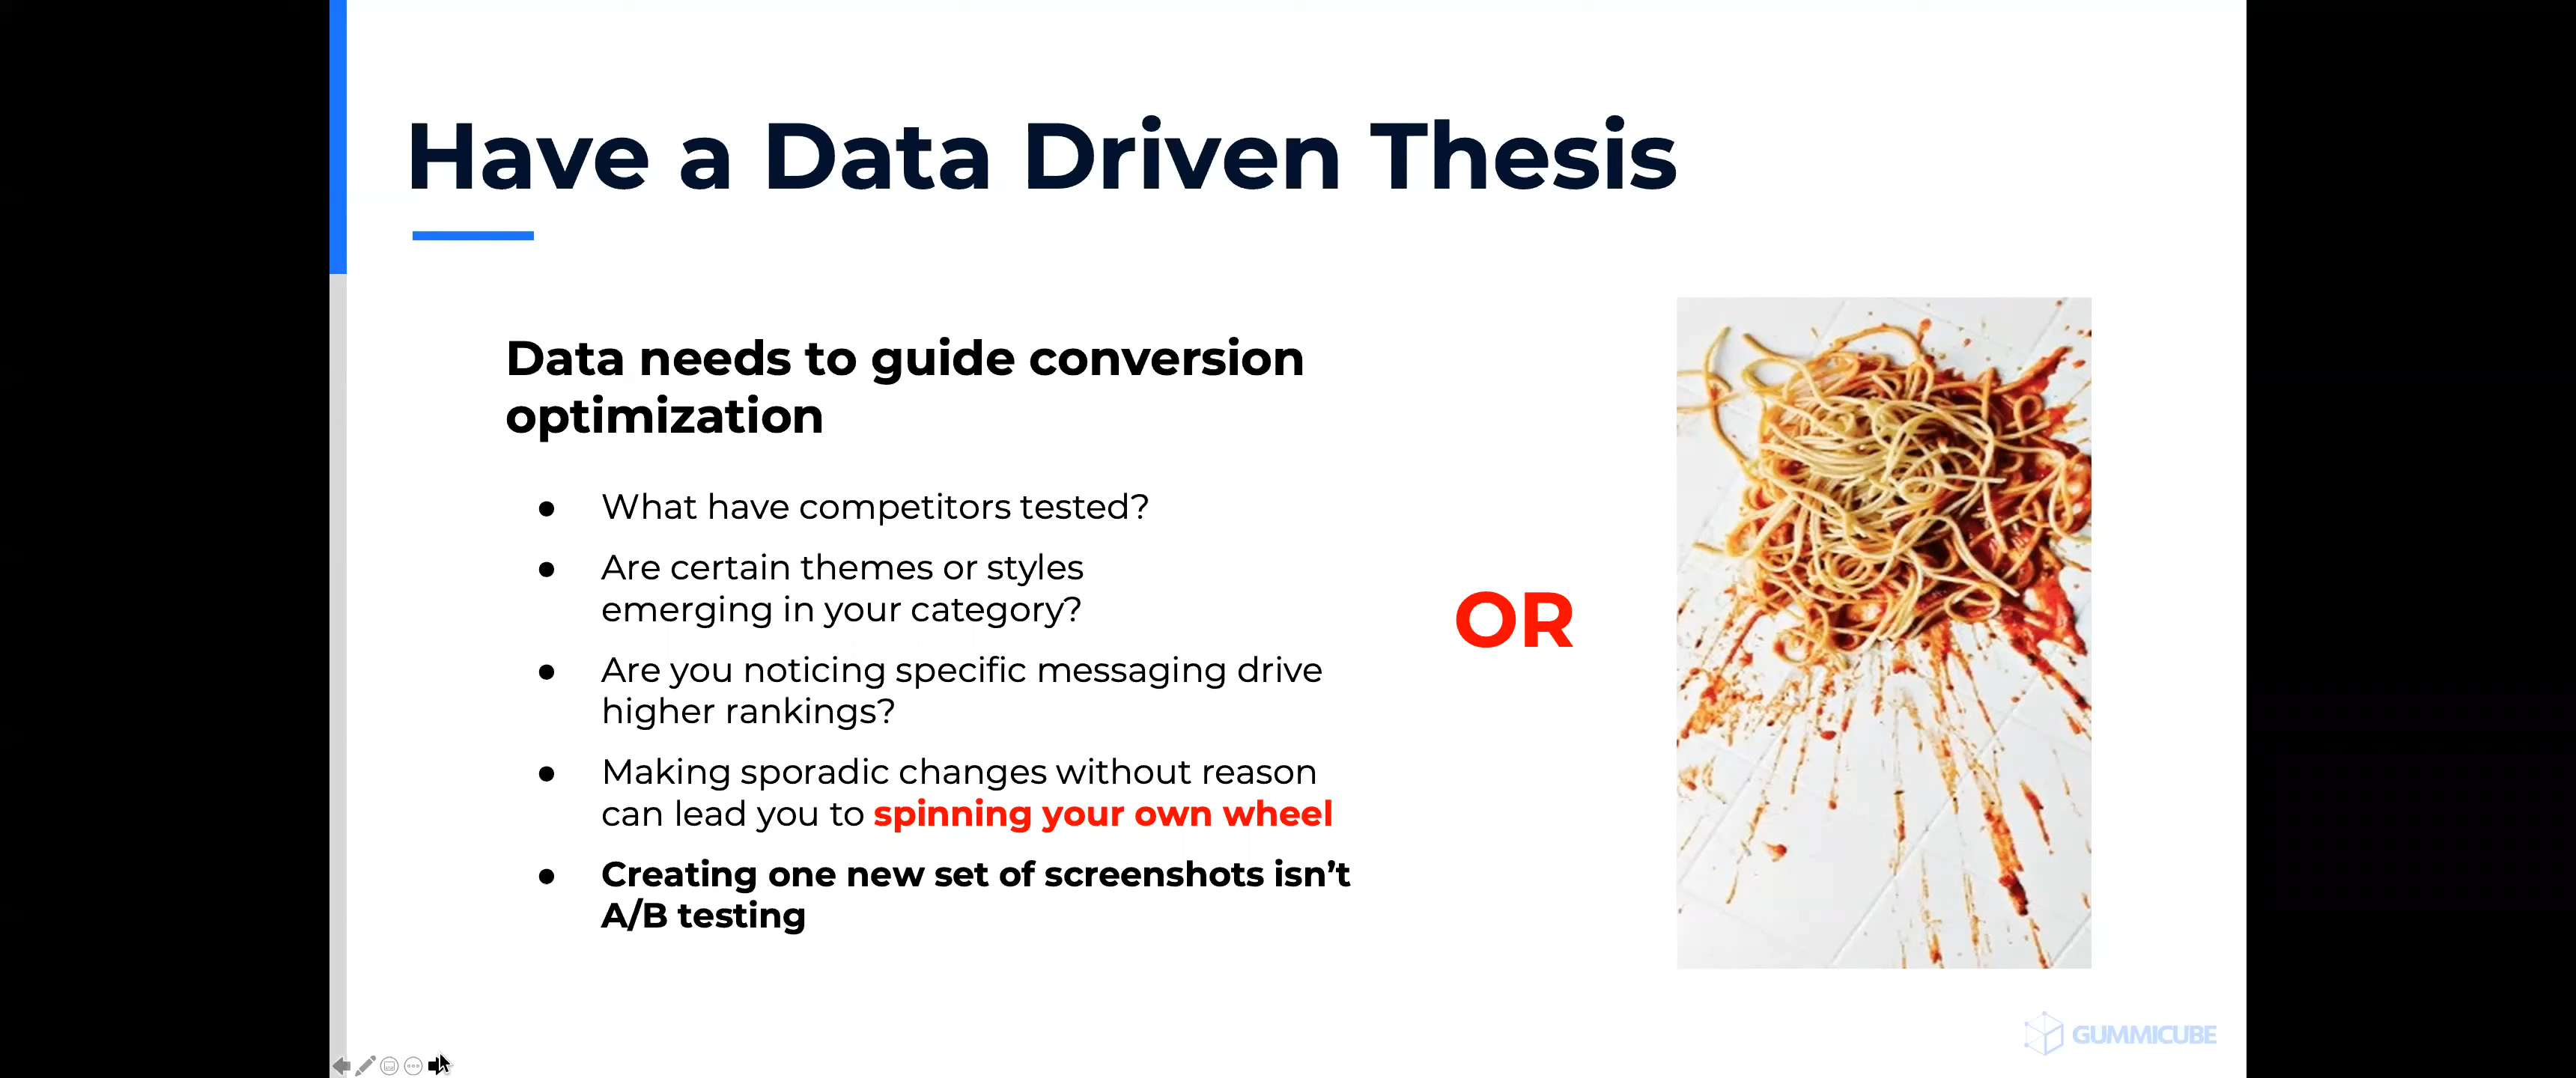 Have a Data Driven Thesis
Data needs to guide conversion
optimization
● What have competitors tested?
● Are certain themes or styles
emerging in your category?
● Are you noticing specific messaging drive
higher rankings?
● Making sporadic changes without reason
can lead you to spinning your own wheel
● Creating one new set of screenshots isn’t
A/B testing
OR
GUMMICUBE